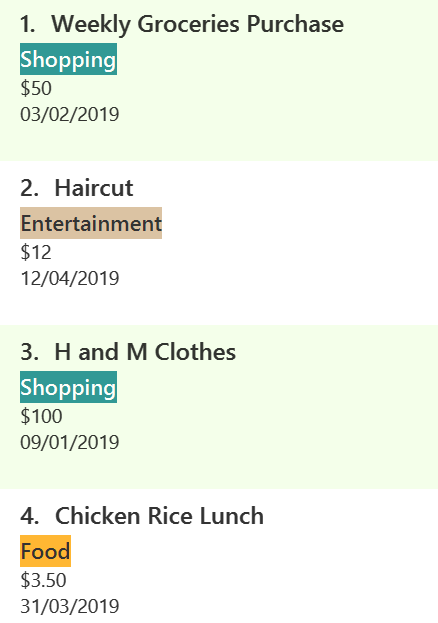 1. Weekly Groceries Purchase
Shopping
$50
03/02/2019
2. Haircut
Entertainment
$12
12/04/2019
3. H and M Clothes
Shopping
$100
09/01/2019
4. Chicken Rice Lunch
Food
$3.50
31/03/2019